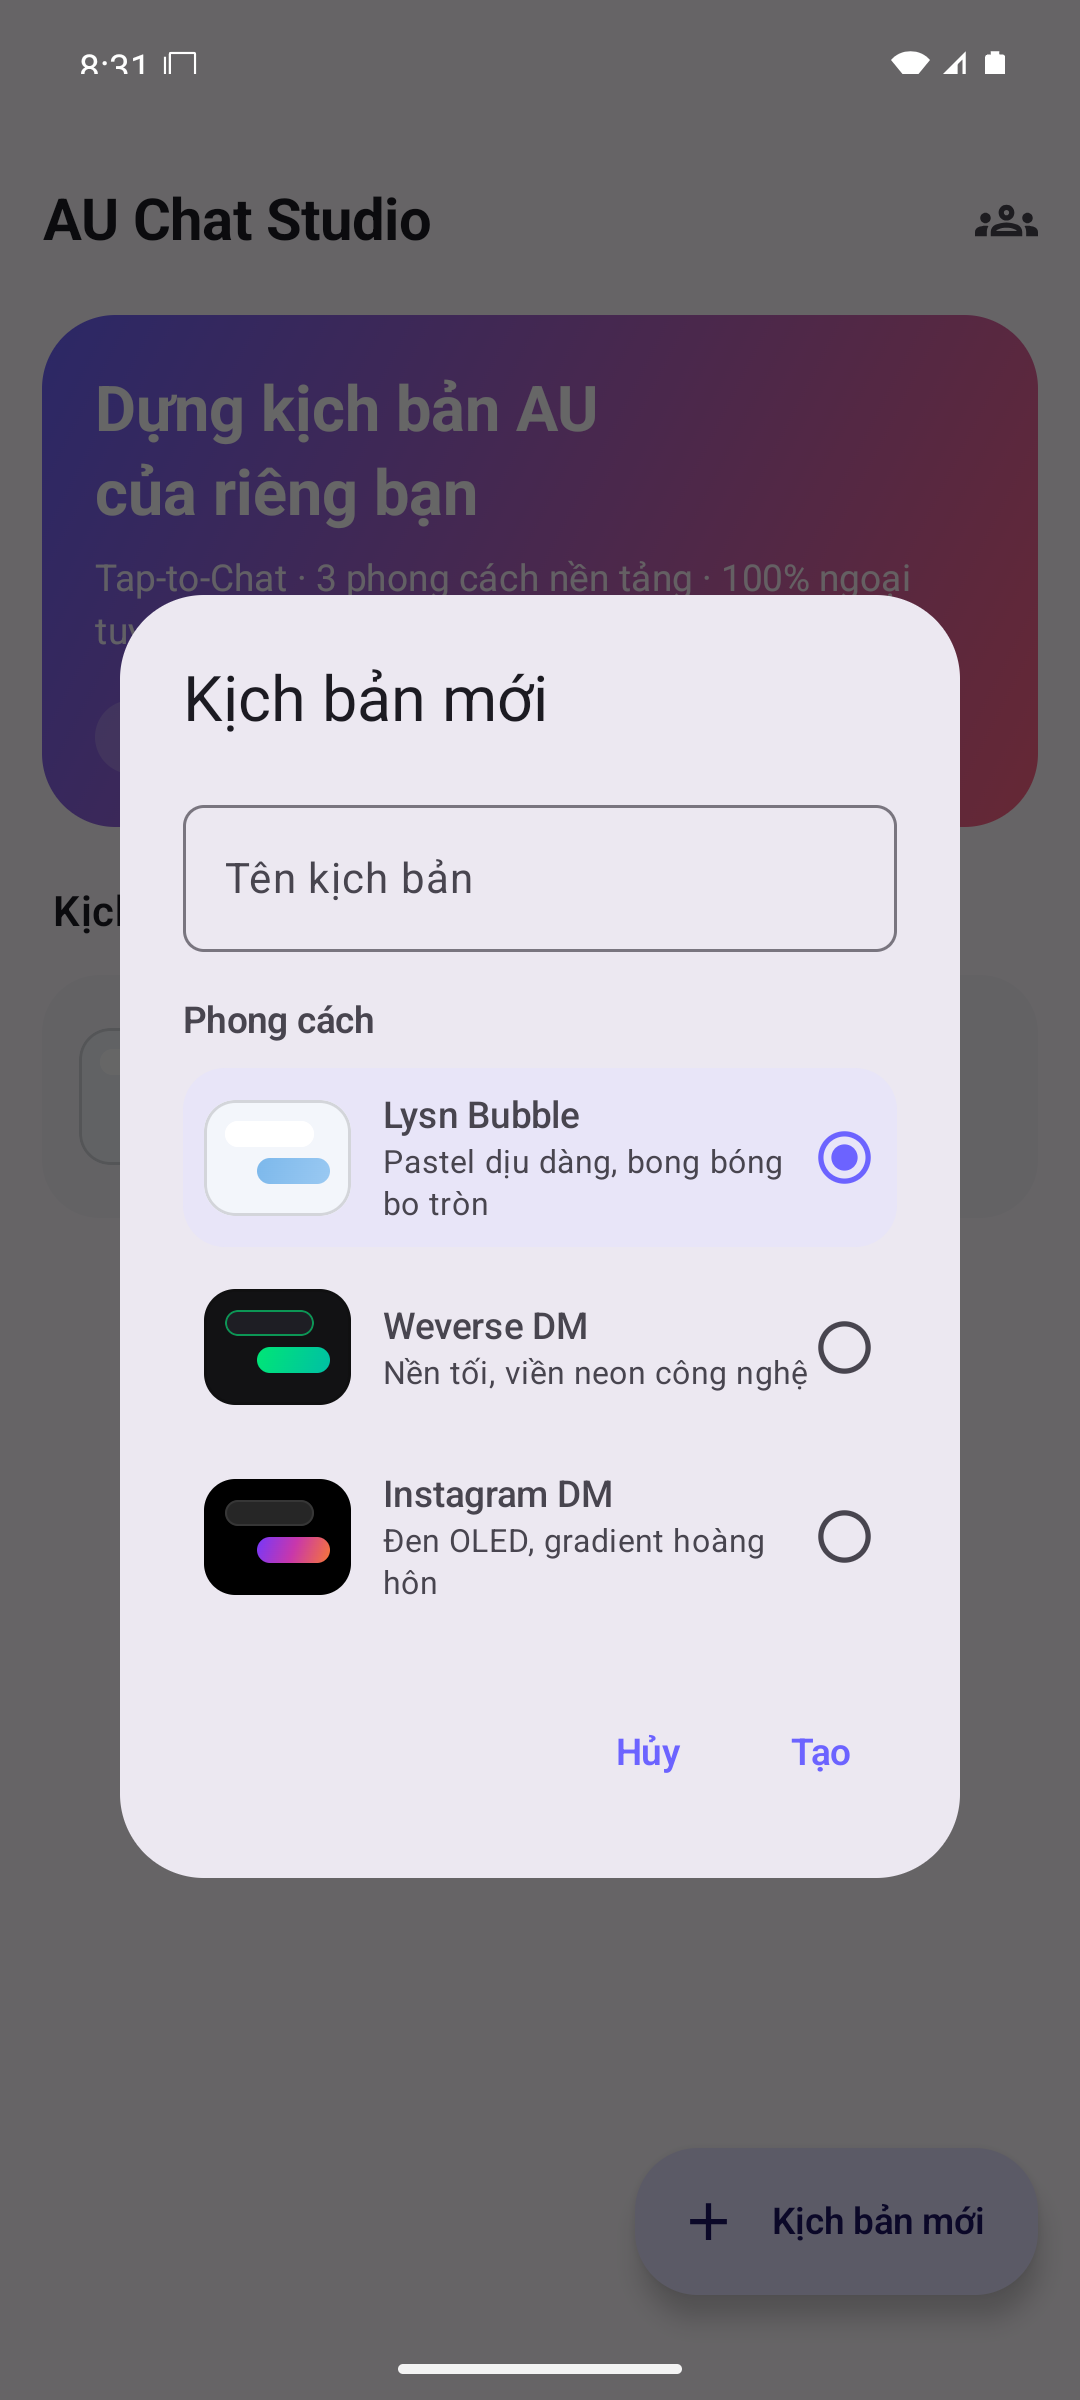 8:31
AU Chat Studio
Dựng kịch bản AU
của riêng bạn
Tap-to-Chat · 3 phong cách nền tảng · 100% ngoại
Kịch bản mới
Tên kịch bản
Phong cách
Lysn Bubble
Pastel dịu dàng, bong bóng
bo tròn
Weverse DM
Nền tối, viền neon công nghệ
Instagram DM
Đen OLED, gradient hoàng
hôn
Hủy
Tạo
Kịch bản mới